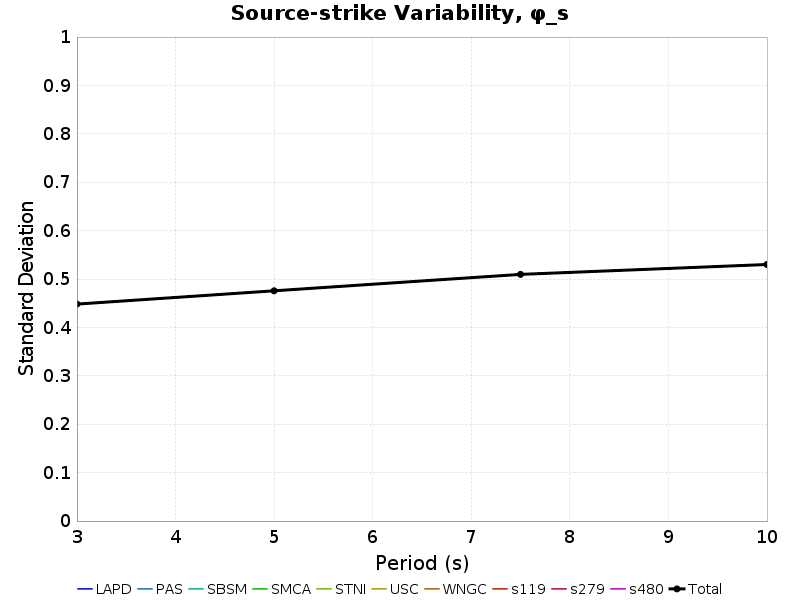 Source-strike Variability, φ_s
1
0.9
0.8
0.7
0.6
0.5
0.4
0.3
0.2
0.1
0
Standard Deviation
3 4 5 6 7 8 9 10
Period (s)
LAPD PAS SBSM SMCA STNI USC WNGC s119 s279 s480 Total